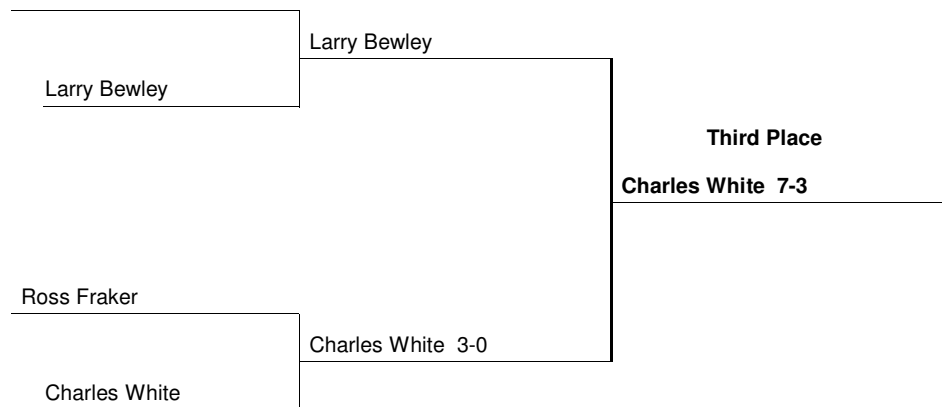 Larry Bewley
Larry Bewley
Third Place
Charles White 7-3
Ross Fraker
Charles White 3-0
Charles White